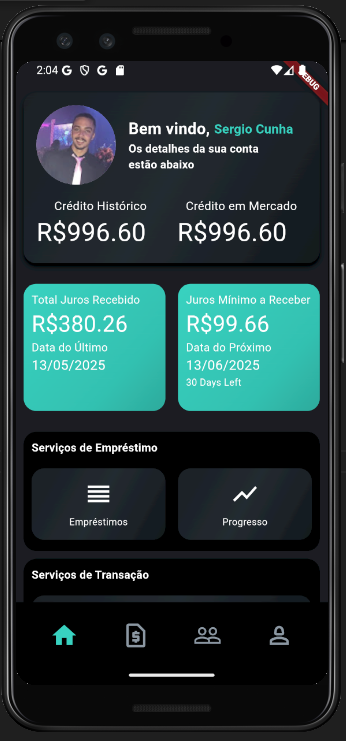 2:04 G G
DEBUG
Bem vindo, Sergio Cunha
Os detalhes da sua conta
estão abaixo
Crédito Histórico Crédito em Mercado
R$996.60 R$996.60
Total Juros Recebido
R$380.26
Data do Último
13/05/2025
Juros Mínimo a Receber
R$99.66
Data do Próximo
13/06/2025
30 Days Left
Serviços de Empréstimo
Empréstimos Progresso
Serviços de Transação